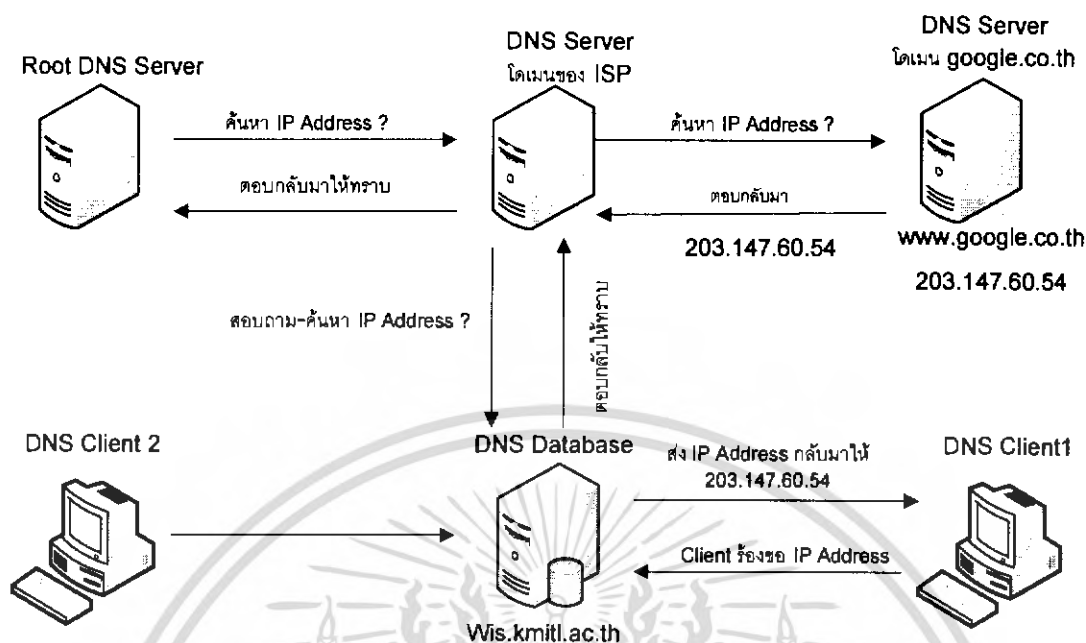 Root DNS Server
DNS Server
โดเมนของ ISP
DNS Server
โดเมน google.co.th
ค้นหา IP Address ?
ตอบกลับมาให้ทราบ
ค้นหา IP Address ?
ตอบกลับมา
203.147.60.54
www.google.co.th
203.147.60.54
สอบถาม-ค้นหา IP Address ?
ตอบกลับให้ทราบ
DNS Client 2
DNS Database
ส่ง IP Address กลับมาให้
203.147.60.54
DNS Client1
Client ร้องขอ IP Address
Wis.kmitl.ac.th